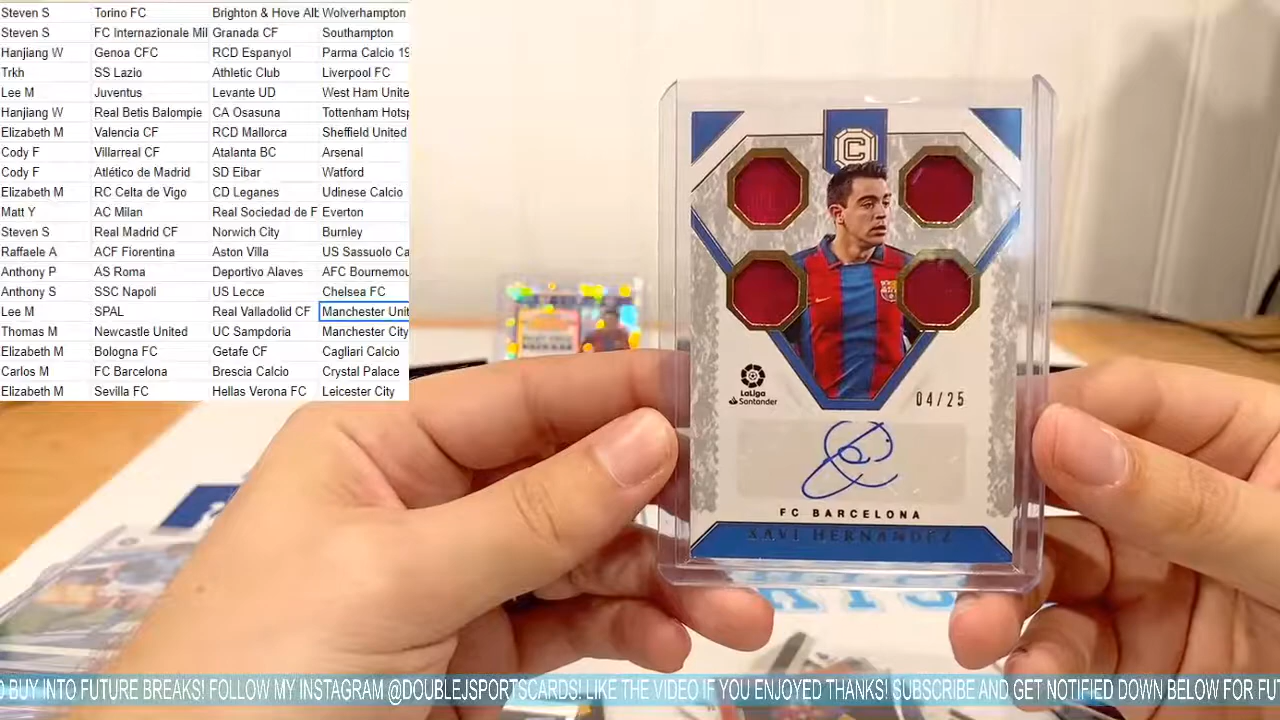 Steven S Torino FC Brighton & Hove Alb Wolverhampton
Steven S FC Internazionale Mil Granada CF Southampton
Hanjiang W Genoa CFC RCD Espanyol Parma Calcio 19
Trkh SS Lazio Athletic Club Liverpool FC
Lee M Juventus Levante UD West Ham Unite
Hanjiang W Real Betis Balompie CA Osasuna Tottenham Hotsp
Elizabeth M Valencia CF RCD Mallorca Sheffield United
Cody F Villarreal CF Atalanta BC Arsenal
Cody F Atlético de Madrid SD Eibar Watford
Elizabeth M RC Celta de Vigo CD Leganes Udinese Calcio
Matt Y AC Milan Real Sociedad de F Everton
Steven S Real Madrid CF Norwich City Burnley
Raffaele A ACF Fiorentina Aston Villa US Sassuolo Ca
Anthony P AS Roma Deportivo Alaves AFC Bournemou
Anthony S SSC Napoli US Lecce Chelsea FC
Lee M SPAL Real Valladolid CF Manchester Unit
Thomas M Newcastle United UC Sampdoria Manchester City
Elizabeth M Bologna FC Getafe CF Cagliari Calcio
Carlos M FC Barcelona Brescia Calcio Crystal Palace
Elizabeth M Sevilla FC Hellas Verona FC Leicester City
C
LaLiga
Santander
04/25
FC BARCELONA
XAVI HERNANDEZ
O BUY INTO FUTURE BREAKS! FOLLOW MY INSTAGRAM @DOUBLEJSPORTSCARDS! LIKE THE VIDEO IF YOU ENJOYED THANKS! SUBSCRIBE AND GET NOTIFIED DOWN BELOW FOR FUT